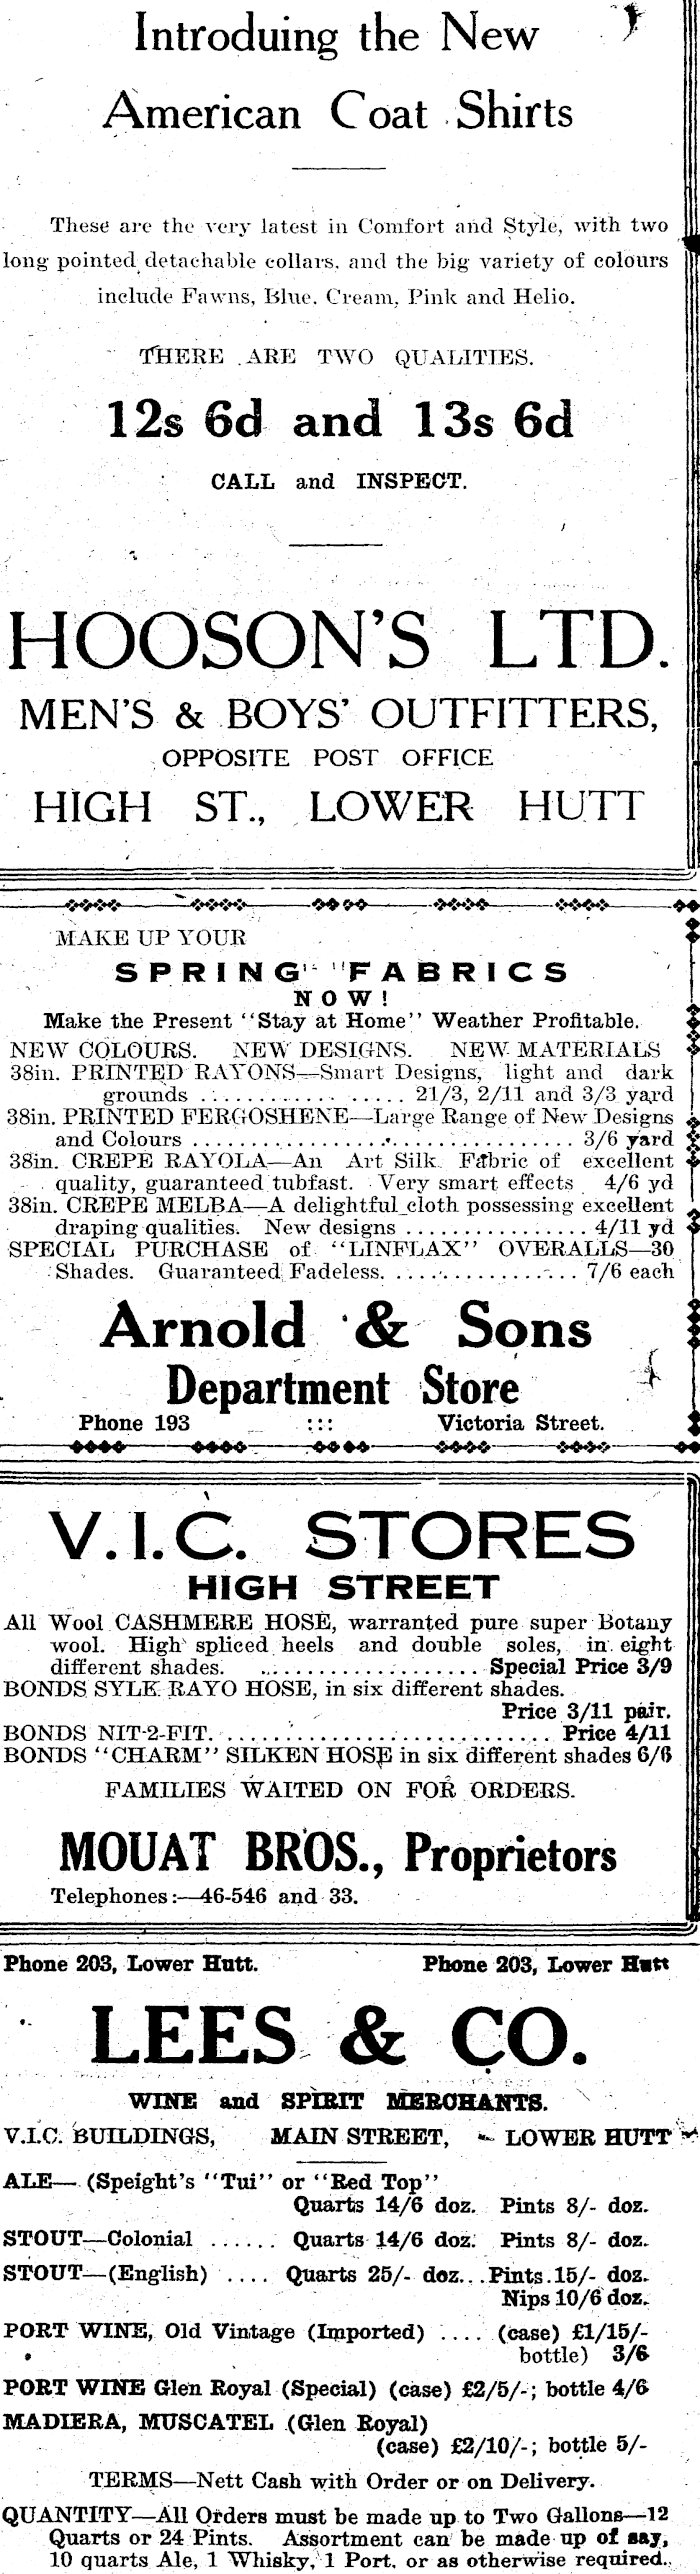 Introduing the New
American Coat Shirts
These are the very latest in Comfort and Style, with two
long pointed detachable collars, and the big variety of colours
include Fawns, Blue, Cream, Pink and Helio.
THERE ARE TWO QUALITIES.
12s 6d and 13s 6d
CALL and INSPECT.
HOOSON'S LTD.
MEN'S & BOYS' OUTFITTERS,
OPPOSITE POST OFFICE
HIGH ST., LOWER HUTT
MAKE UP YOUR
SPRING FABRICS
NOW!
Make the Present "Stay at Home" Weather Profitable.
NEW COLOURS. NEW DESIGNS. NEW MATERIALS
38in. PRINTED RAYONS—Smart Designs, light and dark
grounds .................. 21/3, 2/11 and 3/3 yard
38in. PRINTED FERGOSHENE—Large Range of New Designs
and Colours .................................. 3/6 yard
38in. CREPE RAYOLA—An Art Silk Fabric of excellent
quality, guaranteed tubfast. Very smart effects 4/6 yd
38in. CREPE MELBA—A delightful cloth possessing excellent
draping qualities. New designs ................ 4/11 yd
SPECIAL PURCHASE of "LINFLAX" OVERALLS—30
Shades. Guaranteed Fadeless. ................. 7/6 each
Arnold & Sons
Department Store
Phone 193 ::: Victoria Street.
V.I.C. STORES
HIGH STREET
All Wool CASHMERE HOSE, warranted pure super Botany
wool. High spliced heels and double soles, in eight
different shades. .................... Special Price 3/9
BONDS SYLK RAYO HOSE, in six different shades.
Price 3/11 pair.
BONDS NIT-2-FIT. ............................. Price 4/11
BONDS "CHARM" SILKEN HOSE in six different shades 6/6
FAMILIES WAITED ON FOR ORDERS.
MOUAT BROS., Proprietors
Telephones:—46-546 and 33.
Phone 203, Lower Hutt. Phone 203, Lower Hutt
LEES & CO.
WINE and SPIRIT MERCHANTS.
V.I.C. BUILDINGS, MAIN STREET, - LOWER HUTT
ALE— (Speight's "Tui" or "Red Top"
Quarts 14/6 doz. Pints 8/- doz.
STOUT—Colonial ...... Quarts 14/6 doz. Pints 8/- doz.
STOUT—(English) .... Quarts 25/- doz...Pints.15/- doz.
Nips 10/6 doz.
PORT WINE, Old Vintage (Imported) .... (case) £1/15/-
bottle) 3/6
PORT WINE Glen Royal (Special) (case) £2/5/-; bottle 4/6
MADIERA, MUSCATEL (Glen Royal)
(case) £2/10/-; bottle 5/-
TERMS—Nett Cash with Order or on Delivery.
QUANTITY—All Orders must be made up to Two Gallons—12
Quarts or 24 Pints. Assortment can be made up of say,
10 quarts Ale, 1 Whisky, 1 Port, or as otherwise required.